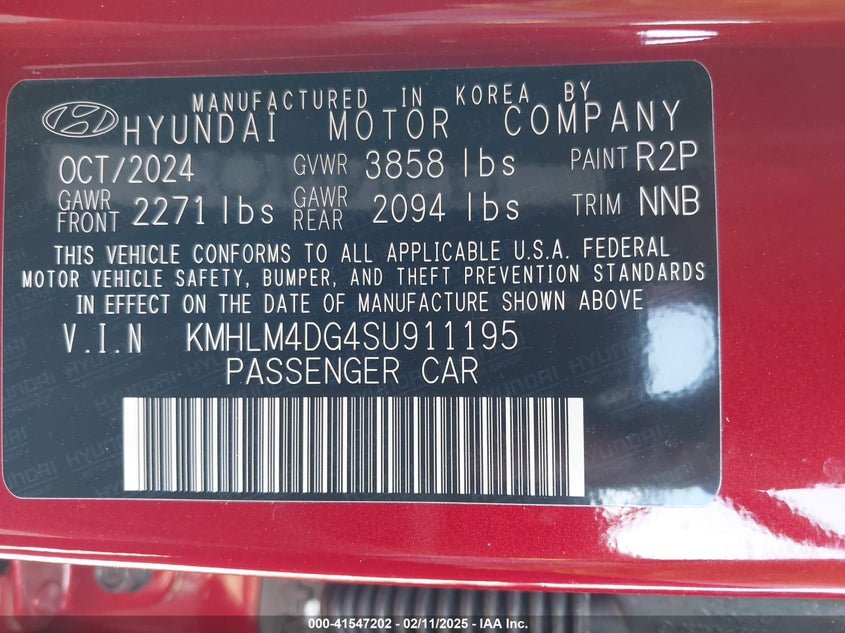 MANUFACTURED IN KOREA BY
HYUNDAI MOTOR COMPANY
OCT/2024 GVWR 3858 lbs PAINT R2P
GAWR FRONT 2271 lbs GAWR REAR 2094 lbs TRIM NNB
THIS VEHICLE CONFORMS TO ALL APPLICABLE U.S.A. FEDERAL
MOTOR VEHICLE SAFETY, BUMPER, AND THEFT PREVENTION STANDARDS
IN EFFECT ON THE DATE OF MANUFACTURE SHOWN ABOVE
V.I.N KMHLM4DG4SU911195
PASSENGER CAR
000-41547202 - 02/11/2025 - IAA Inc.